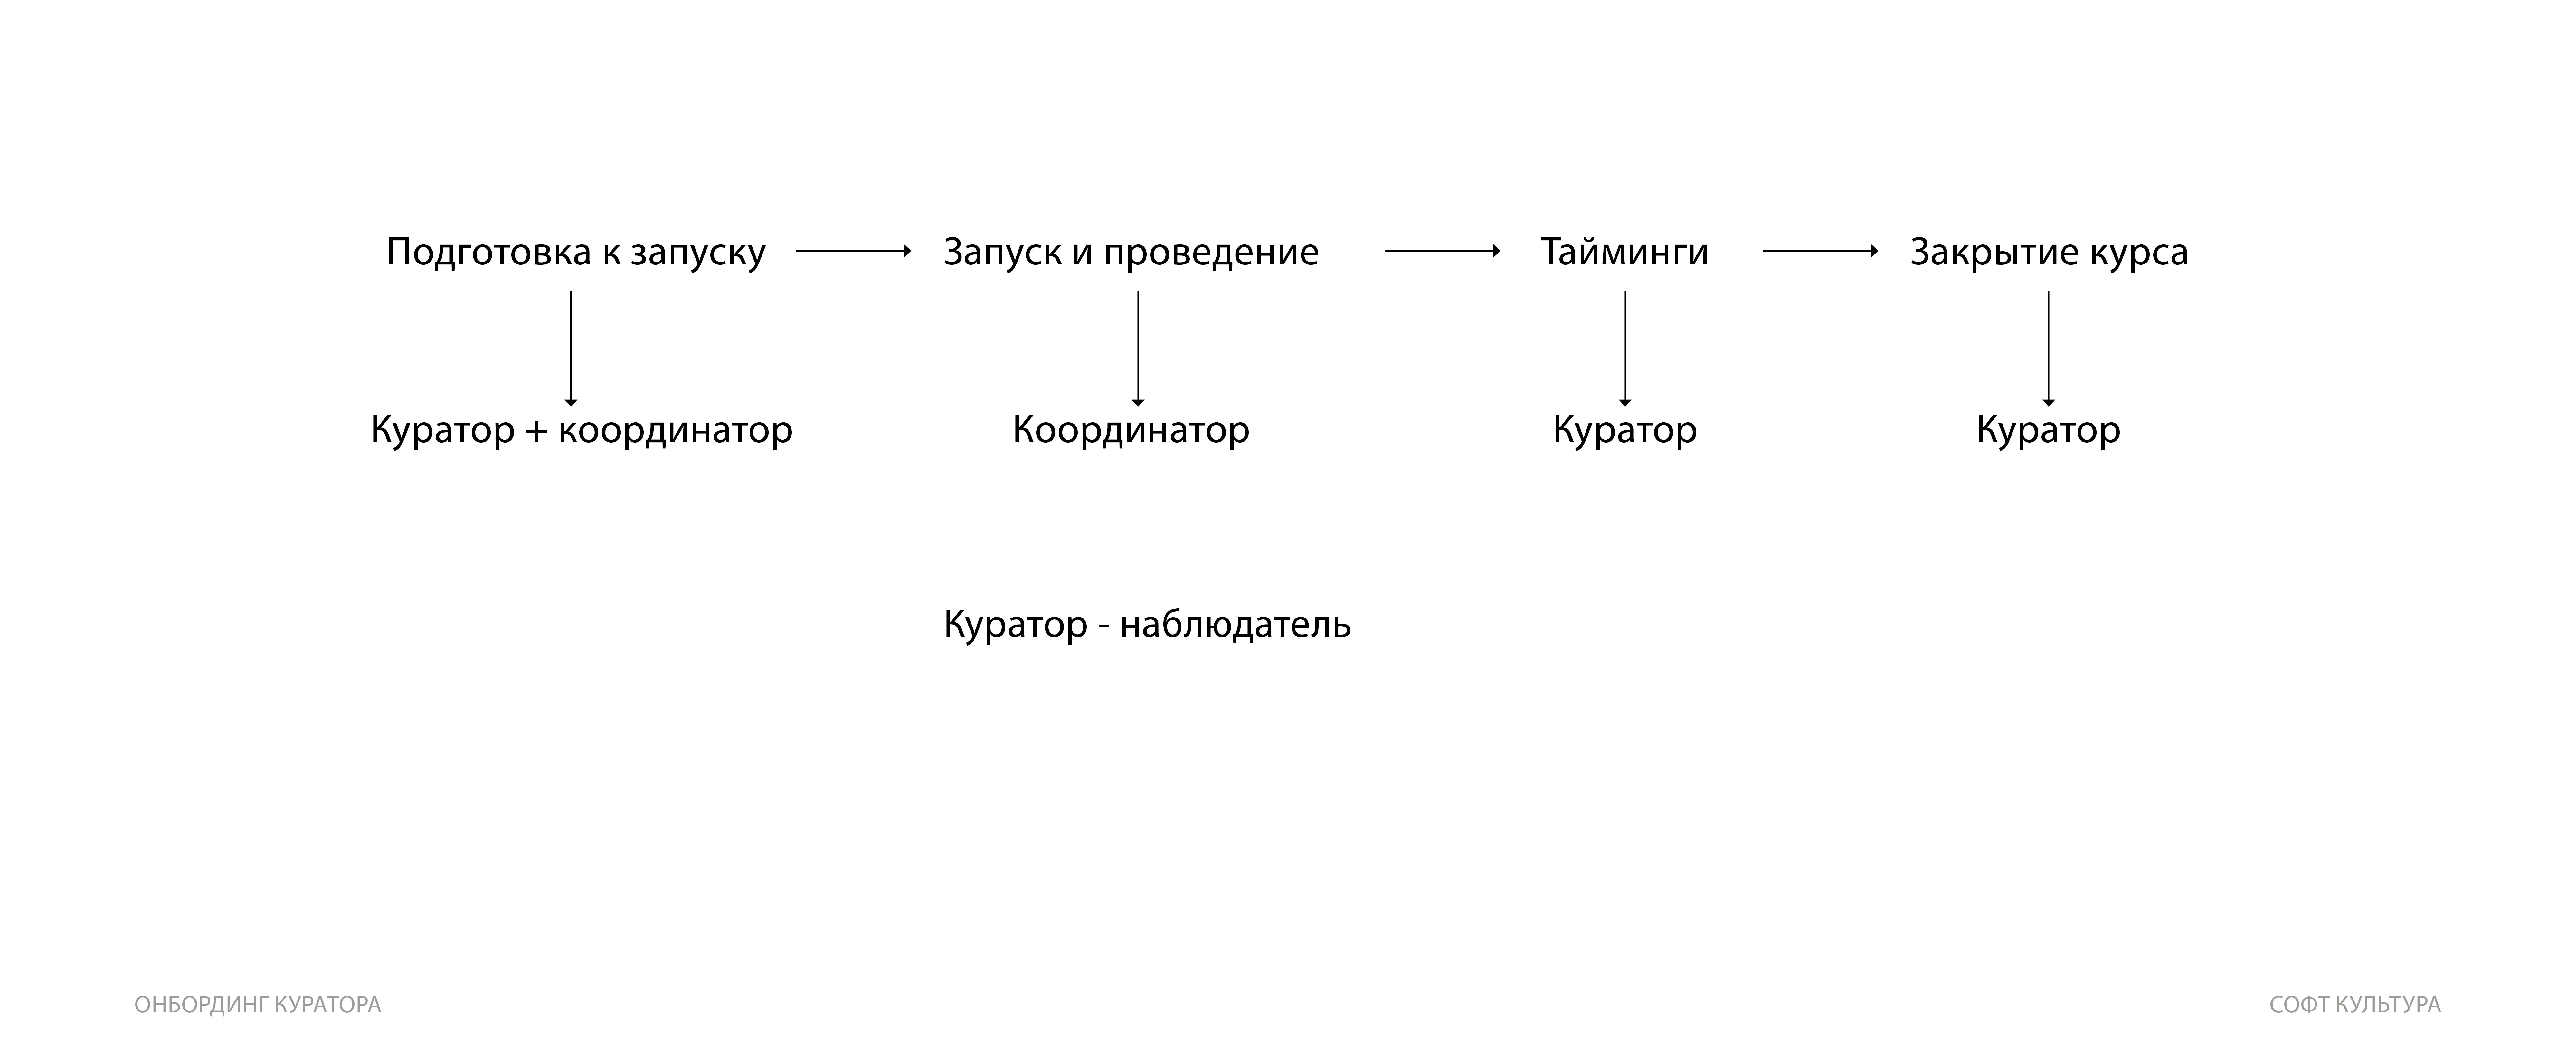 Подготовка к запуску
Запуск и проведение
Тайминги
Закрытие курса
Куратор + координатор
Координатор
Куратор
Куратор
Куратор - наблюдатель
ОНБОРДИНГ КУРАТОРА
СОФТ КУЛЬТУРА